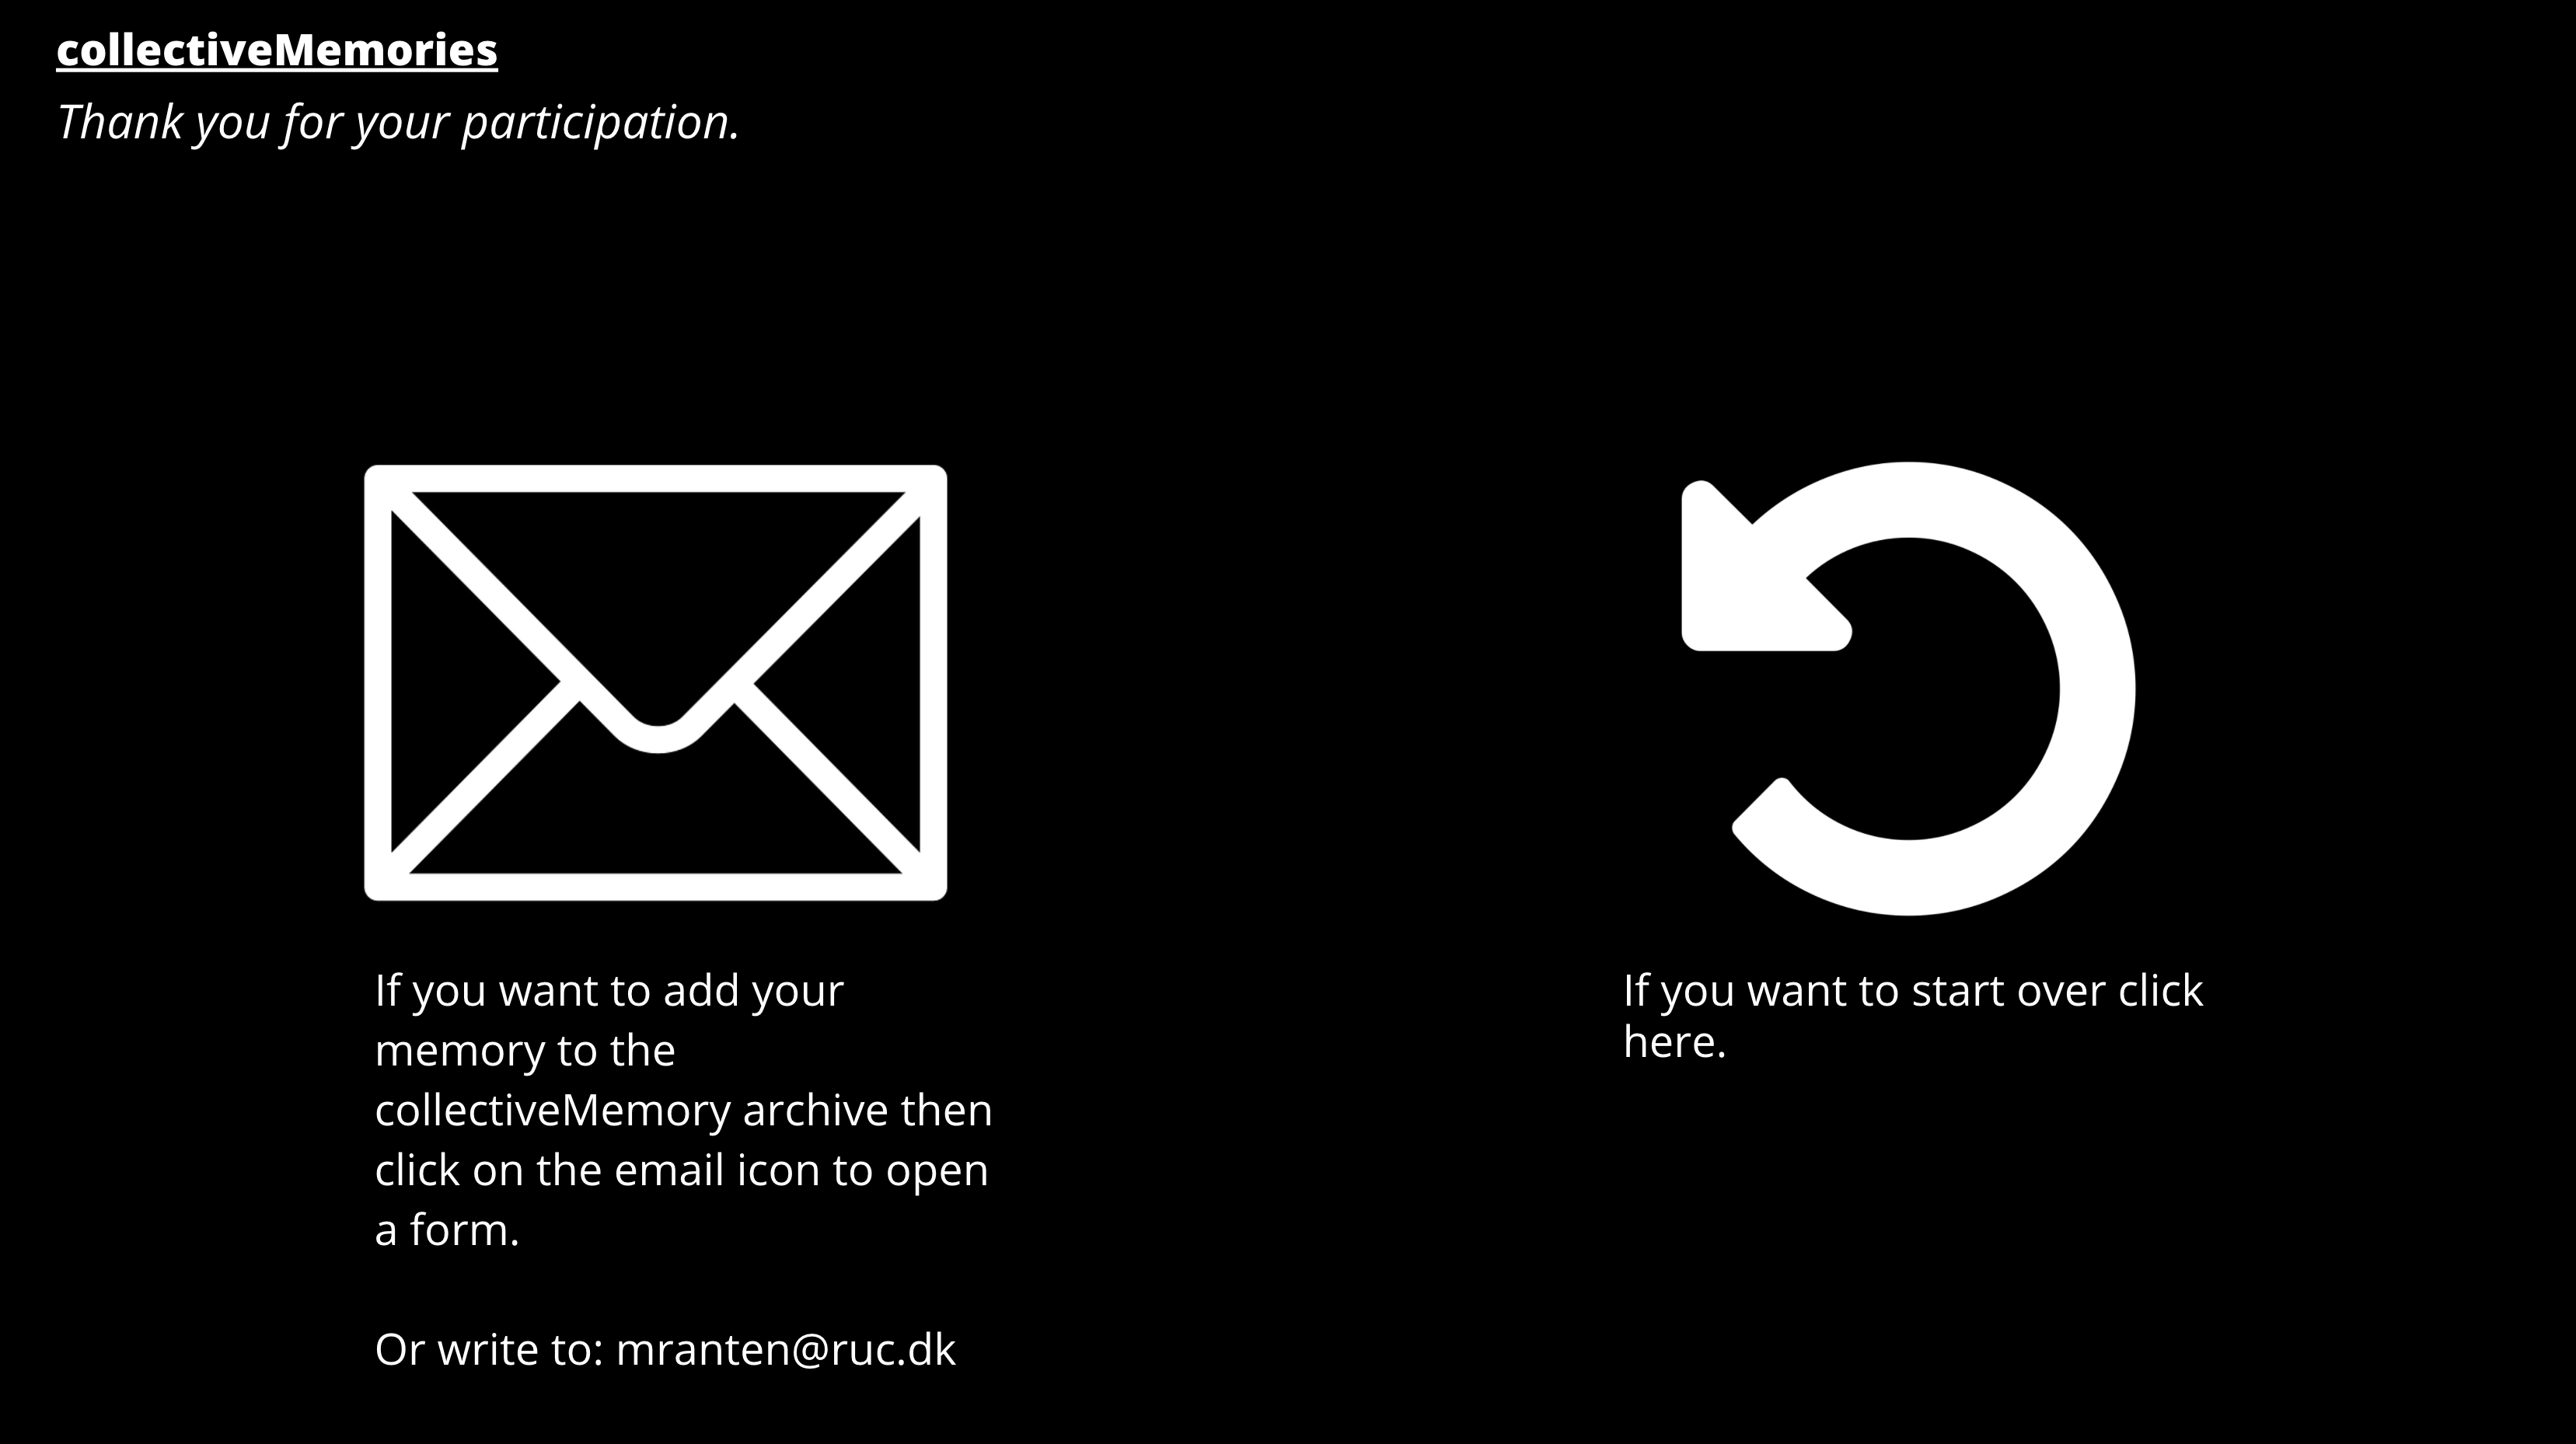 collectiveMemories
Thank you for your participation.
If you want to add your
memory to the
collectiveMemory archive then
click on the email icon to open
a form.
Or write to: mranten@ruc.dk
If you want to start over click
here.